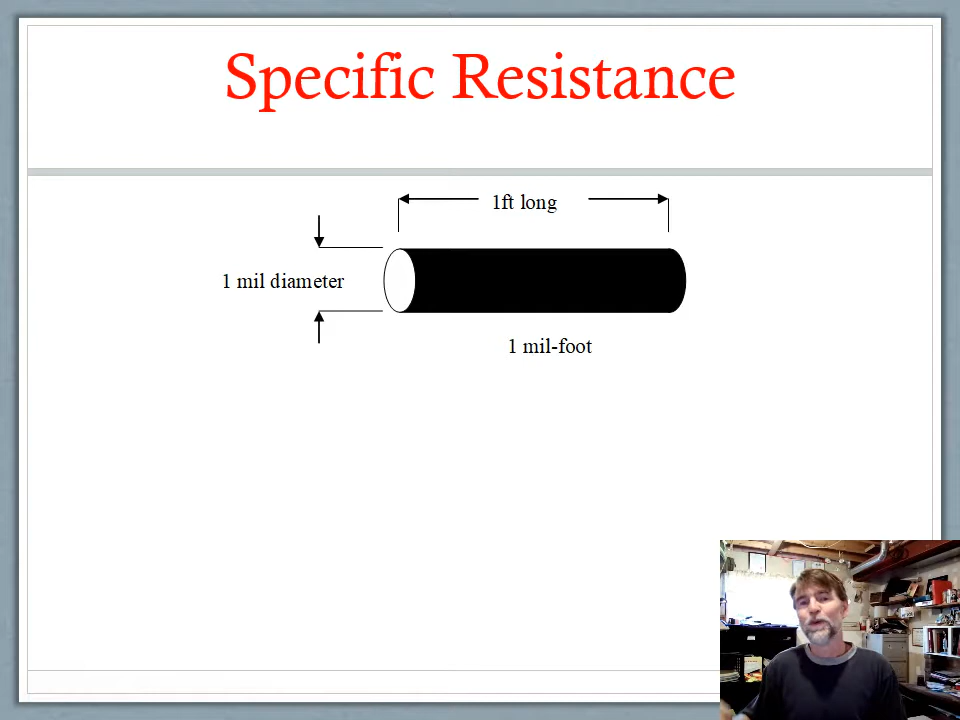 Specific Resistance
1ft long
1 mil diameter
1 mil-foot